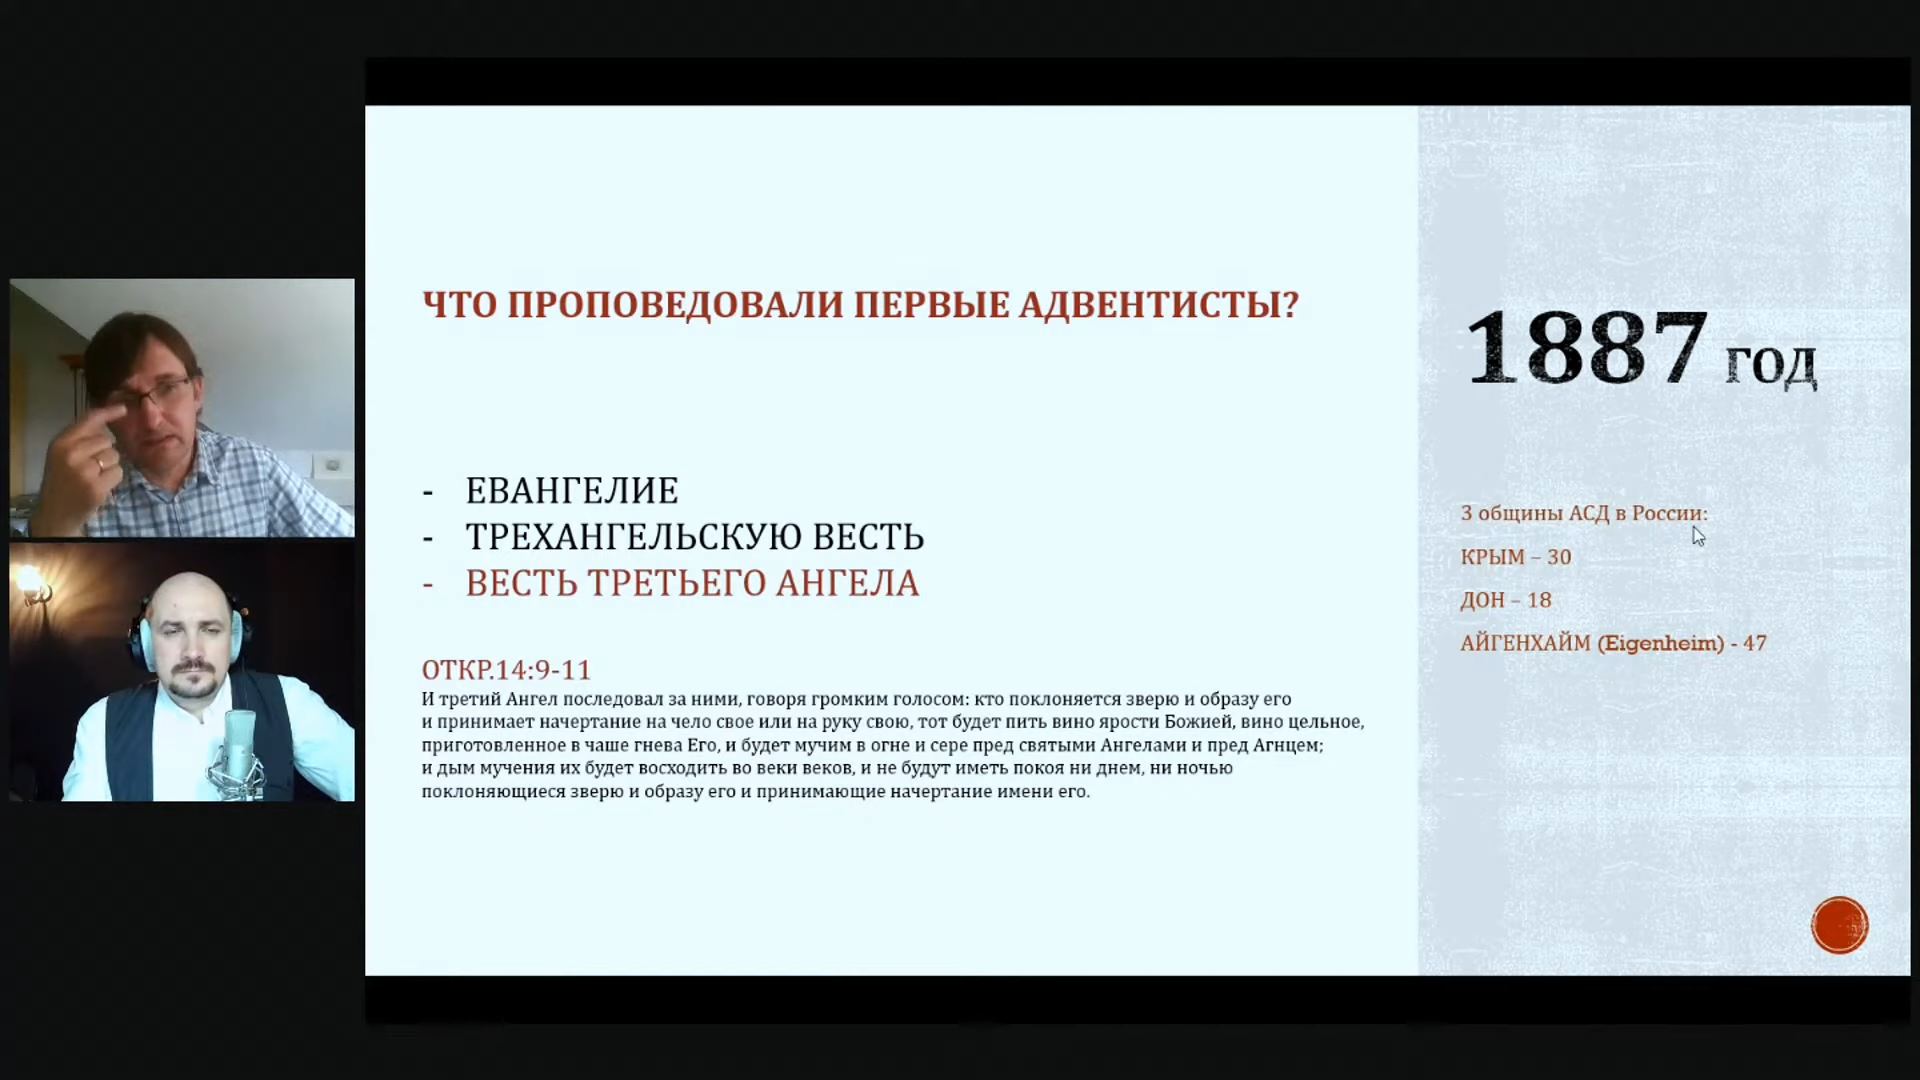 ЧТО ПРОПОВЕДОВАЛИ ПЕРВЫЕ АДВЕНТИСТЫ?
- ЕВАНГЕЛИЕ
- ТРЕХАНГЕЛЬСКУЮ ВЕСТЬ
- ВЕСТЬ ТРЕТЬЕГО АНГЕЛА
ОТКР.14:9-11
И третий Ангел последовал за ними, говоря громким голосом: кто поклоняется зверю и образу его
и принимает начертание на чело свое или на руку свою, тот будет пить вино ярости Божией, вино цельное,
приготовленное в чаше гнева Его, и будет мучим в огне и сере пред святыми Ангелами и пред Агнцем;
и дым мучения их будет восходить во веки веков, и не будут иметь покоя ни днем, ни ночью
поклоняющиеся зверю и образу его и принимающие начертание имени его.
1887 год
3 общины АСД в России:
КРЫМ – 30
ДОН – 18
АЙГЕНХАЙМ (Eigenheim) - 47